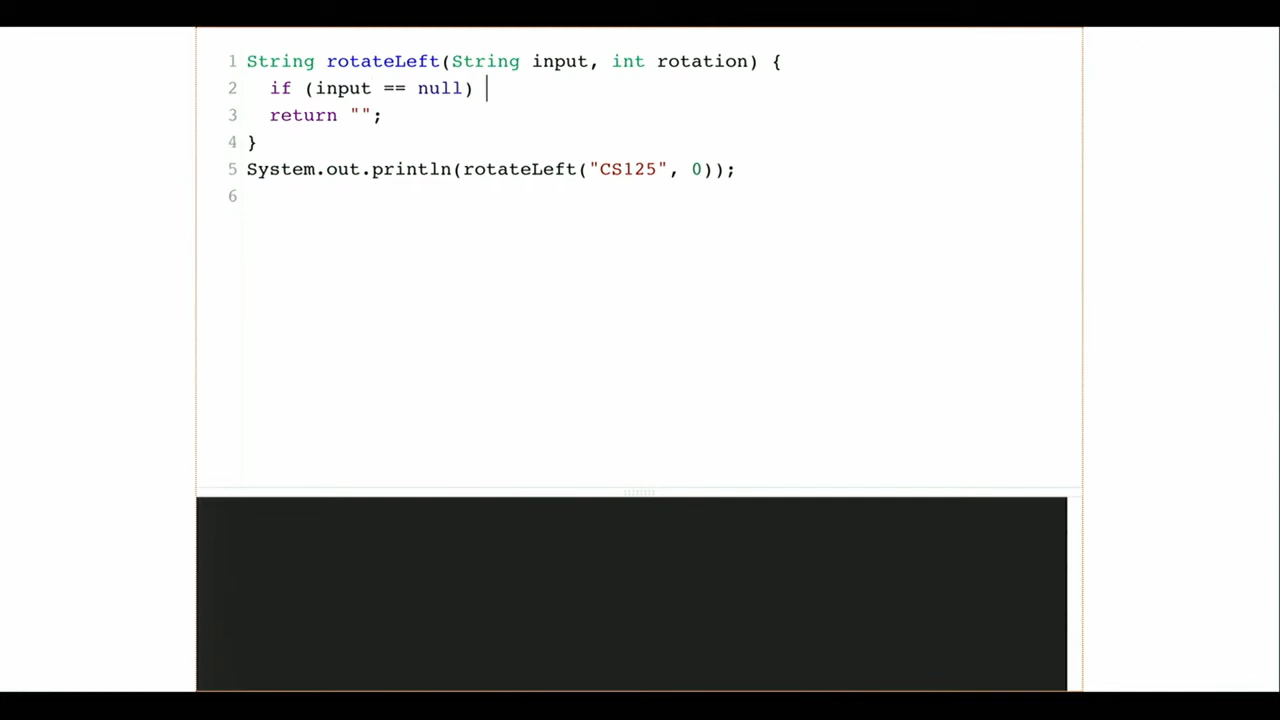 1 String rotateLeft(String input, int rotation) {
2   if (input == null)
3   return "";
4 }
5 System.out.println(rotateLeft("CS125", 0));
6